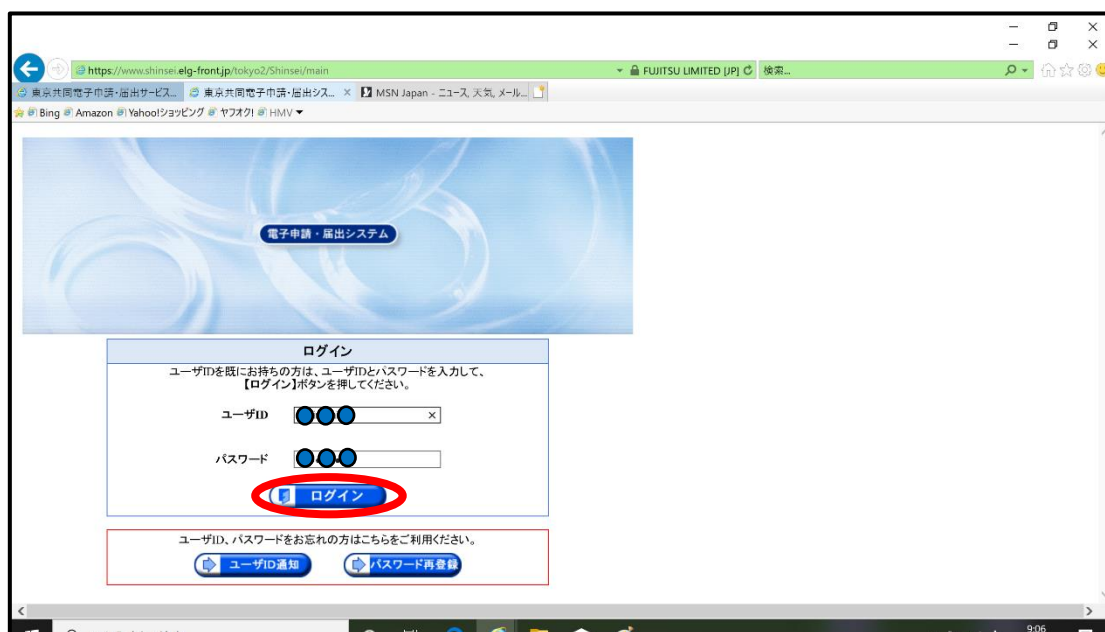 https://www.shinsei.elg-front.jp/tokyo2/Shinsei/main
FUJITSU LIMITED [JP]
検索...
東京共同電子申請・届出サービス...
東京共同電子申請・届出シス...
MSN Japan - ニュース, 天気, メール...
Bing
Amazon
Yahoo!ショッピング
ヤフオク!
HMV
電子申請・届出システム
ログイン
ユーザIDを既にお持ちの方は、ユーザIDとパスワードを入力して、
【ログイン】ボタンを押してください。
ユーザID
パスワード
ログイン
ユーザID、パスワードをお忘れの方はこちらをご利用ください。
ユーザID通知
パスワード再登録
9:06